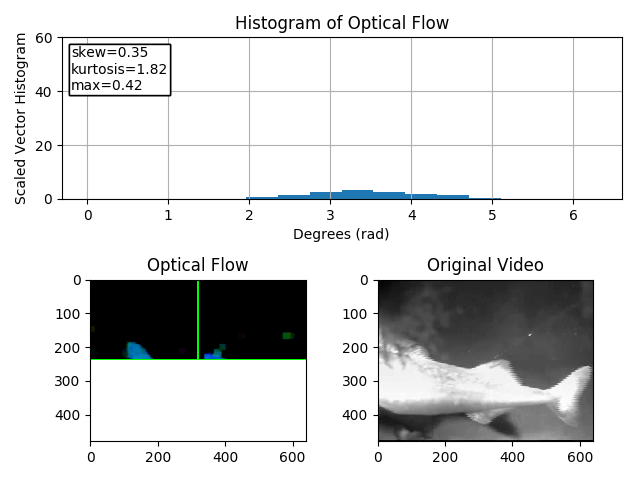 Histogram of Optical Flow
60
40
20
0
Scaled Vector Histogram
skew=0.35
kurtosis=1.82
max=0.42
0 1 2 3 4 5 6
Degrees (rad)
Optical Flow
0
100
200
300
400
0 200 400 600
Original Video
0
100
200
300
400
0 200 400 600